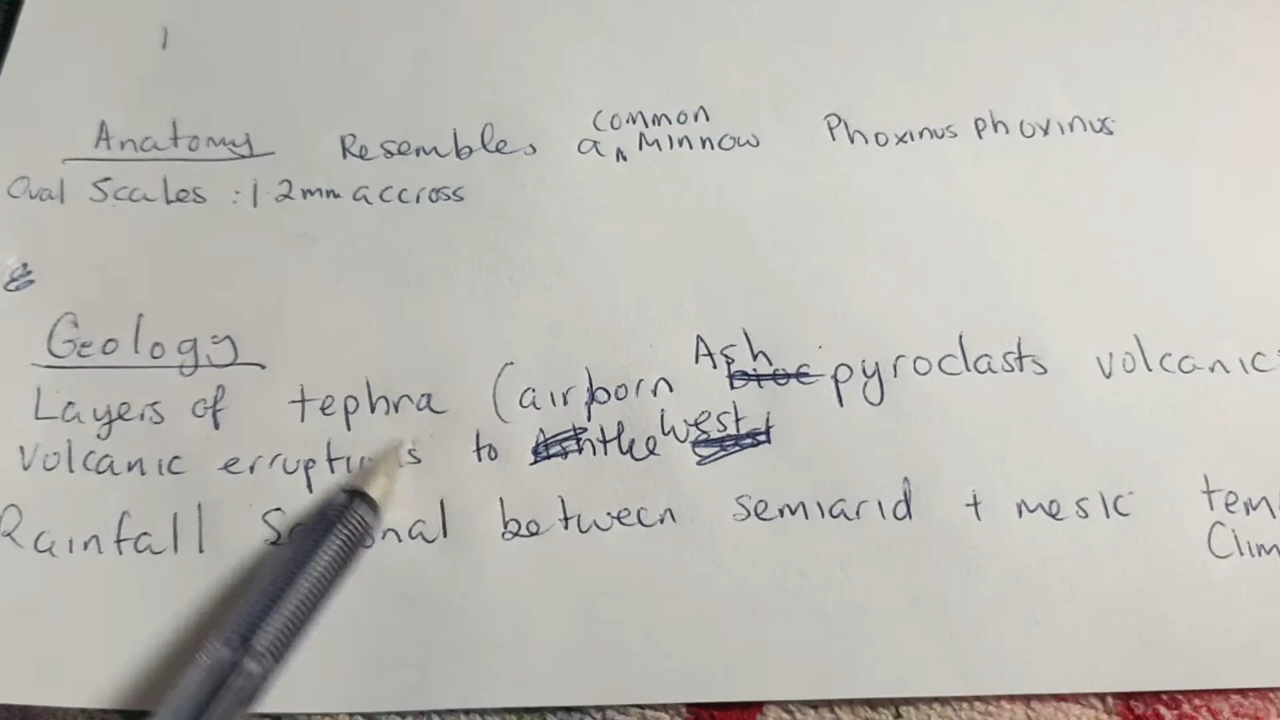 1
Anatomy Resembles a ^ common Minnow Phoxinus phoxinus
Oval Scales : 1.2mm accross
Geology
Layers of tephra (airborn Ash pyroclasts volcanic
volcanic erruptions to the West
Rainfall between semiarid + mesic tem
Clim